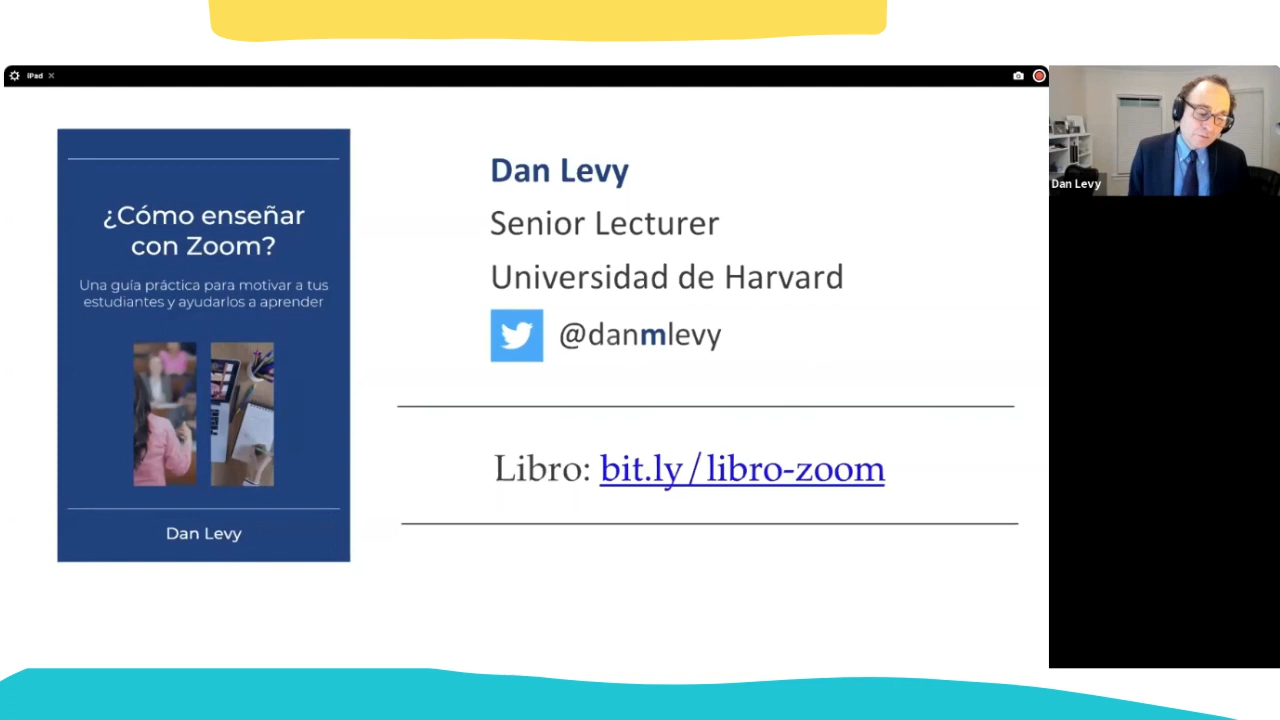 iPad
¿Cómo enseñar
con Zoom?
Una guía práctica para motivar a tus
estudiantes y ayudarlos a aprender
Dan Levy
Dan Levy
Senior Lecturer
Universidad de Harvard
@danmlevy
Libro: bit.ly/libro-zoom
Dan Levy